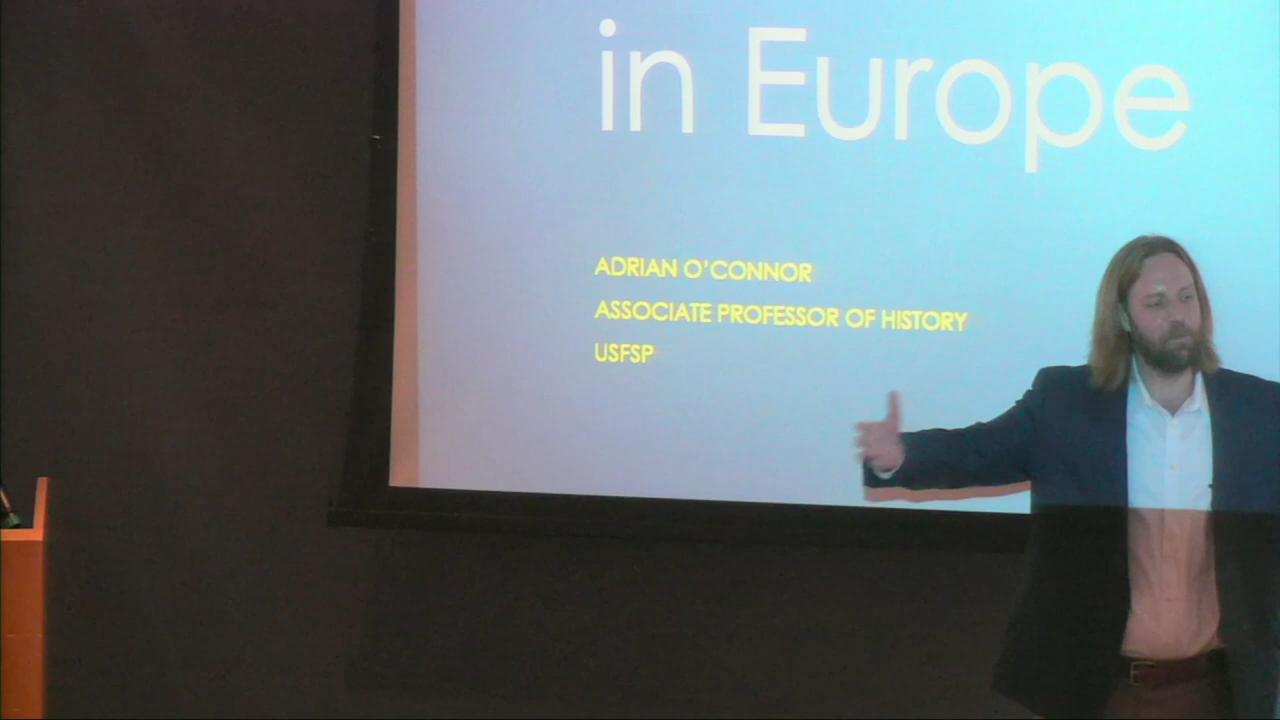 in Europe
ADRIAN O'CONNOR
ASSOCIATE PROFESSOR OF HISTORY
USFSP